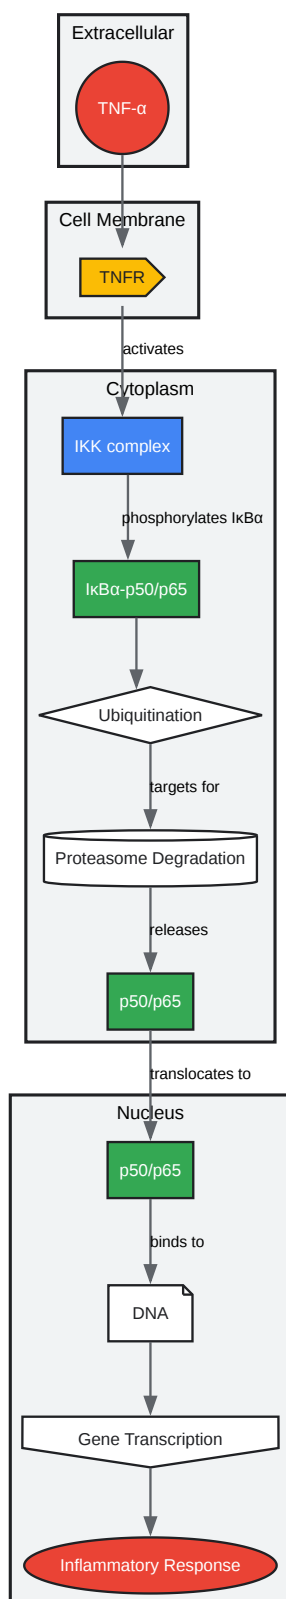 Extracellular
TNF-α
Cell Membrane
TNFR
activates
Cytoplasm
IKK complex
phosphorylates IκBα
IκBα-p50/p65
Ubiquitination
targets for
Proteasome Degradation
releases
p50/p65
translocates to
Nucleus
p50/p65
binds to
DNA
Gene Transcription
Inflammatory Response